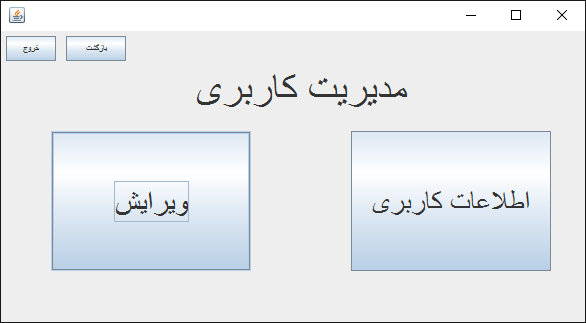 بازگشت
خروج
مدیریت کاربری
اطلاعات کاربری
ویرایش